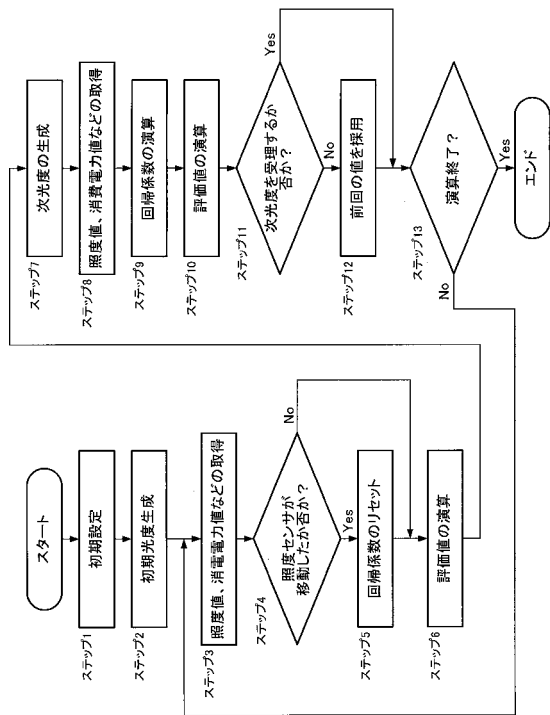 スタート
ステップ1
初期設定
ステップ2
初期光度生成
ステップ3
照度値、消電電力値などの取得
ステップ4
照度センサが
移動したか否か?
No
Yes
ステップ5
回帰係数のリセット
ステップ6
評価値の演算
ステップ7
次光度の生成
ステップ8
照度値、消費電力値などの取得
ステップ9
回帰係数の演算
ステップ10
評価値の演算
ステップ11
次光度を受理するか
否か?
Yes
No
ステップ12
前回の値を採用
ステップ13
演算終了?
No
Yes
エンド